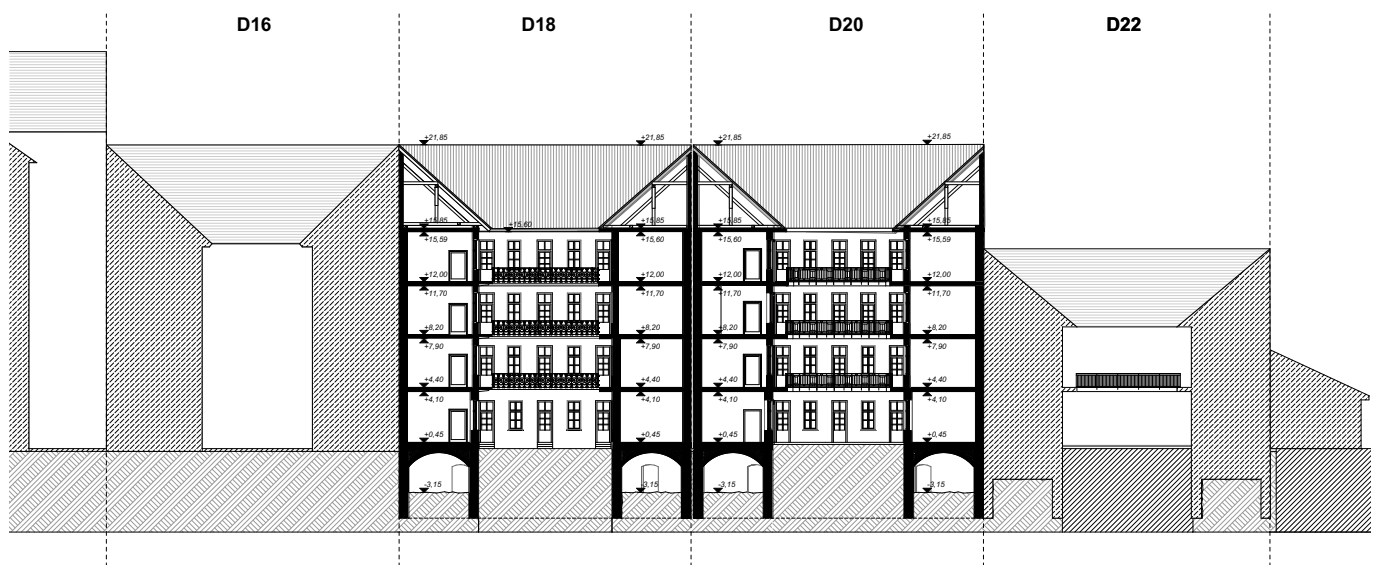 D16 D18 D20 D22
+21,85 +21,85 +21,85 +21,85
+15,85 +15,60 +15,85 +15,85 +15,85
+15,59 +15,60 +15,60 +15,59
+12,00 +12,00 +12,00 +12,00
+11,70 +11,70 +11,70 +11,70
+8,20 +8,20 +8,20 +8,20
+7,90 +7,90 +7,90 +7,90
+4,40 +4,40 +4,40 +4,40
+4,10 +4,10 +4,10 +4,10
+0,45 +0,45 +0,45 +0,45
-3,15 -3,15 -3,15 -3,15